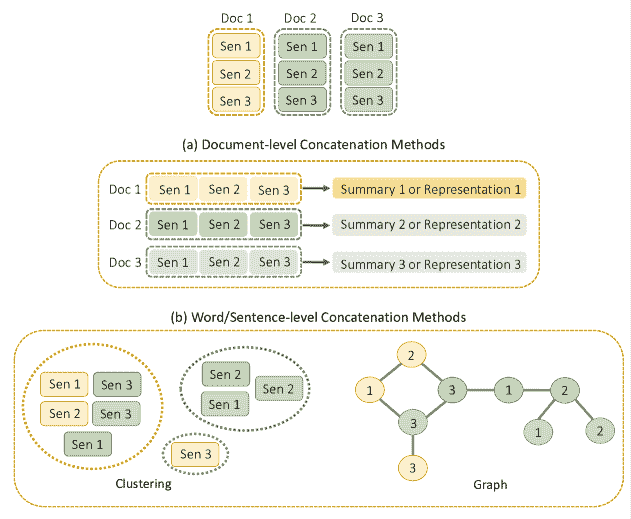 Doc 1 Doc 2 Doc 3
Sen 1 Sen 1 Sen 1
Sen 2 Sen 2 Sen 2
Sen 3 Sen 3 Sen 3
(a) Document-level Concatenation Methods
Doc 1 Sen 1 Sen 2 Sen 3 Summary 1 or Representation 1
Doc 2 Sen 1 Sen 2 Sen 3 Summary 2 or Representation 2
Doc 3 Sen 1 Sen 2 Sen 3 Summary 3 or Representation 3
(b) Word/Sentence-level Concatenation Methods
Sen 1 Sen 3
Sen 2 Sen 3
Sen 1
Sen 2
Sen 2
Sen 1
Sen 3
Clustering
2
1 3 1 2
3 1 2
3
Graph